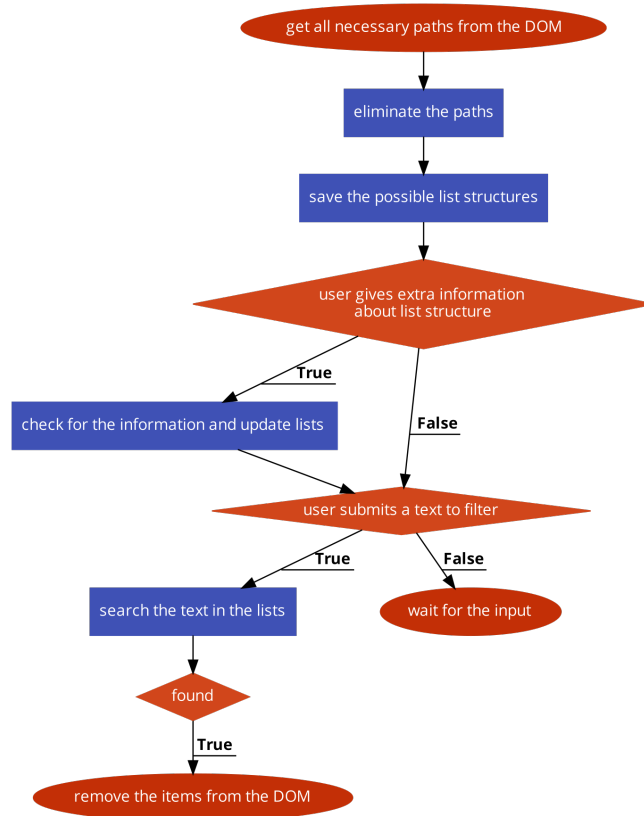 get all necessary paths from the DOM
eliminate the paths
save the possible list structures
user gives extra information
about list structure
True
check for the information and update lists
False
user submits a text to filter
True
False
search the text in the lists
wait for the input
found
True
remove the items from the DOM